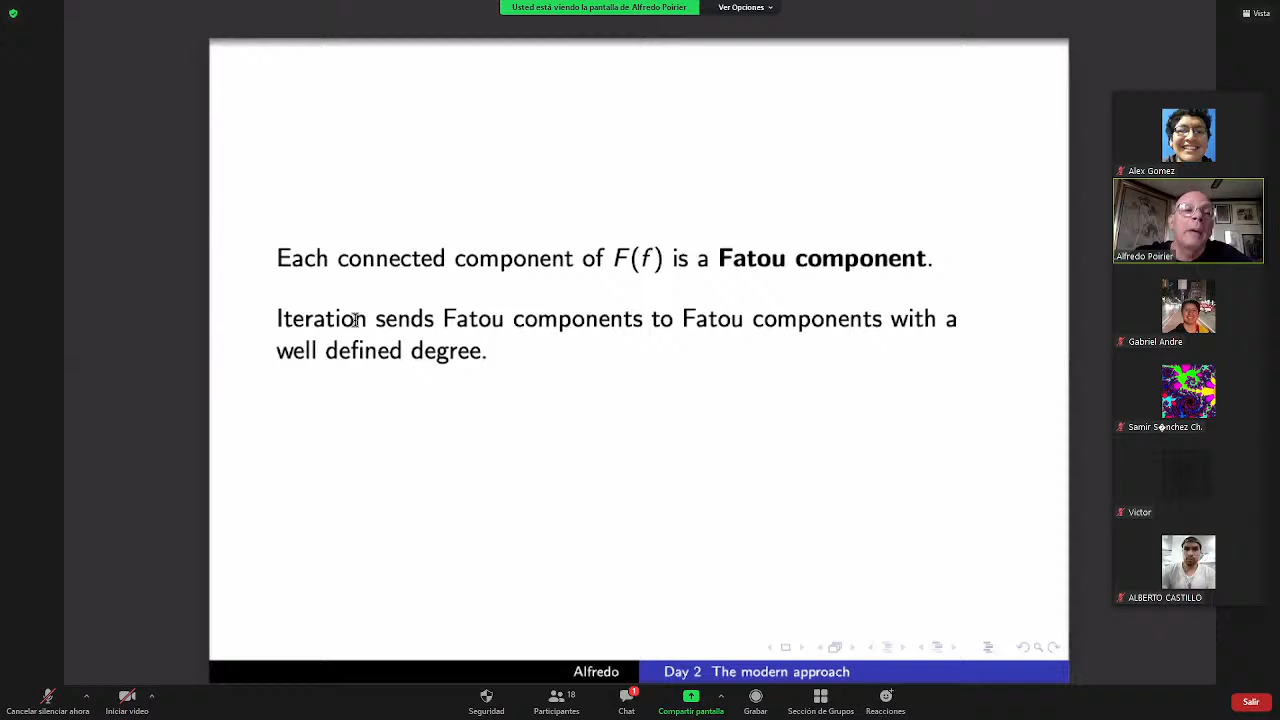 Usted está viendo la pantalla de Alfredo Poirier
Ver Opciones
Vista
Each connected component of F(f) is a Fatou component.
Iteration sends Fatou components to Fatou components with a
well defined degree.
Alex Gomez
Alfredo Poirier
Gabriel Andre
Samir S�nchez Ch.
Victor
ALBERTO CASTILLO
Alfredo
Day 2 The modern approach
Cancelar silenciar ahora
Iniciar video
Seguridad
18
Participantes
1
Chat
Compartir pantalla
Grabar
Sección de Grupos
Reacciones
Salir